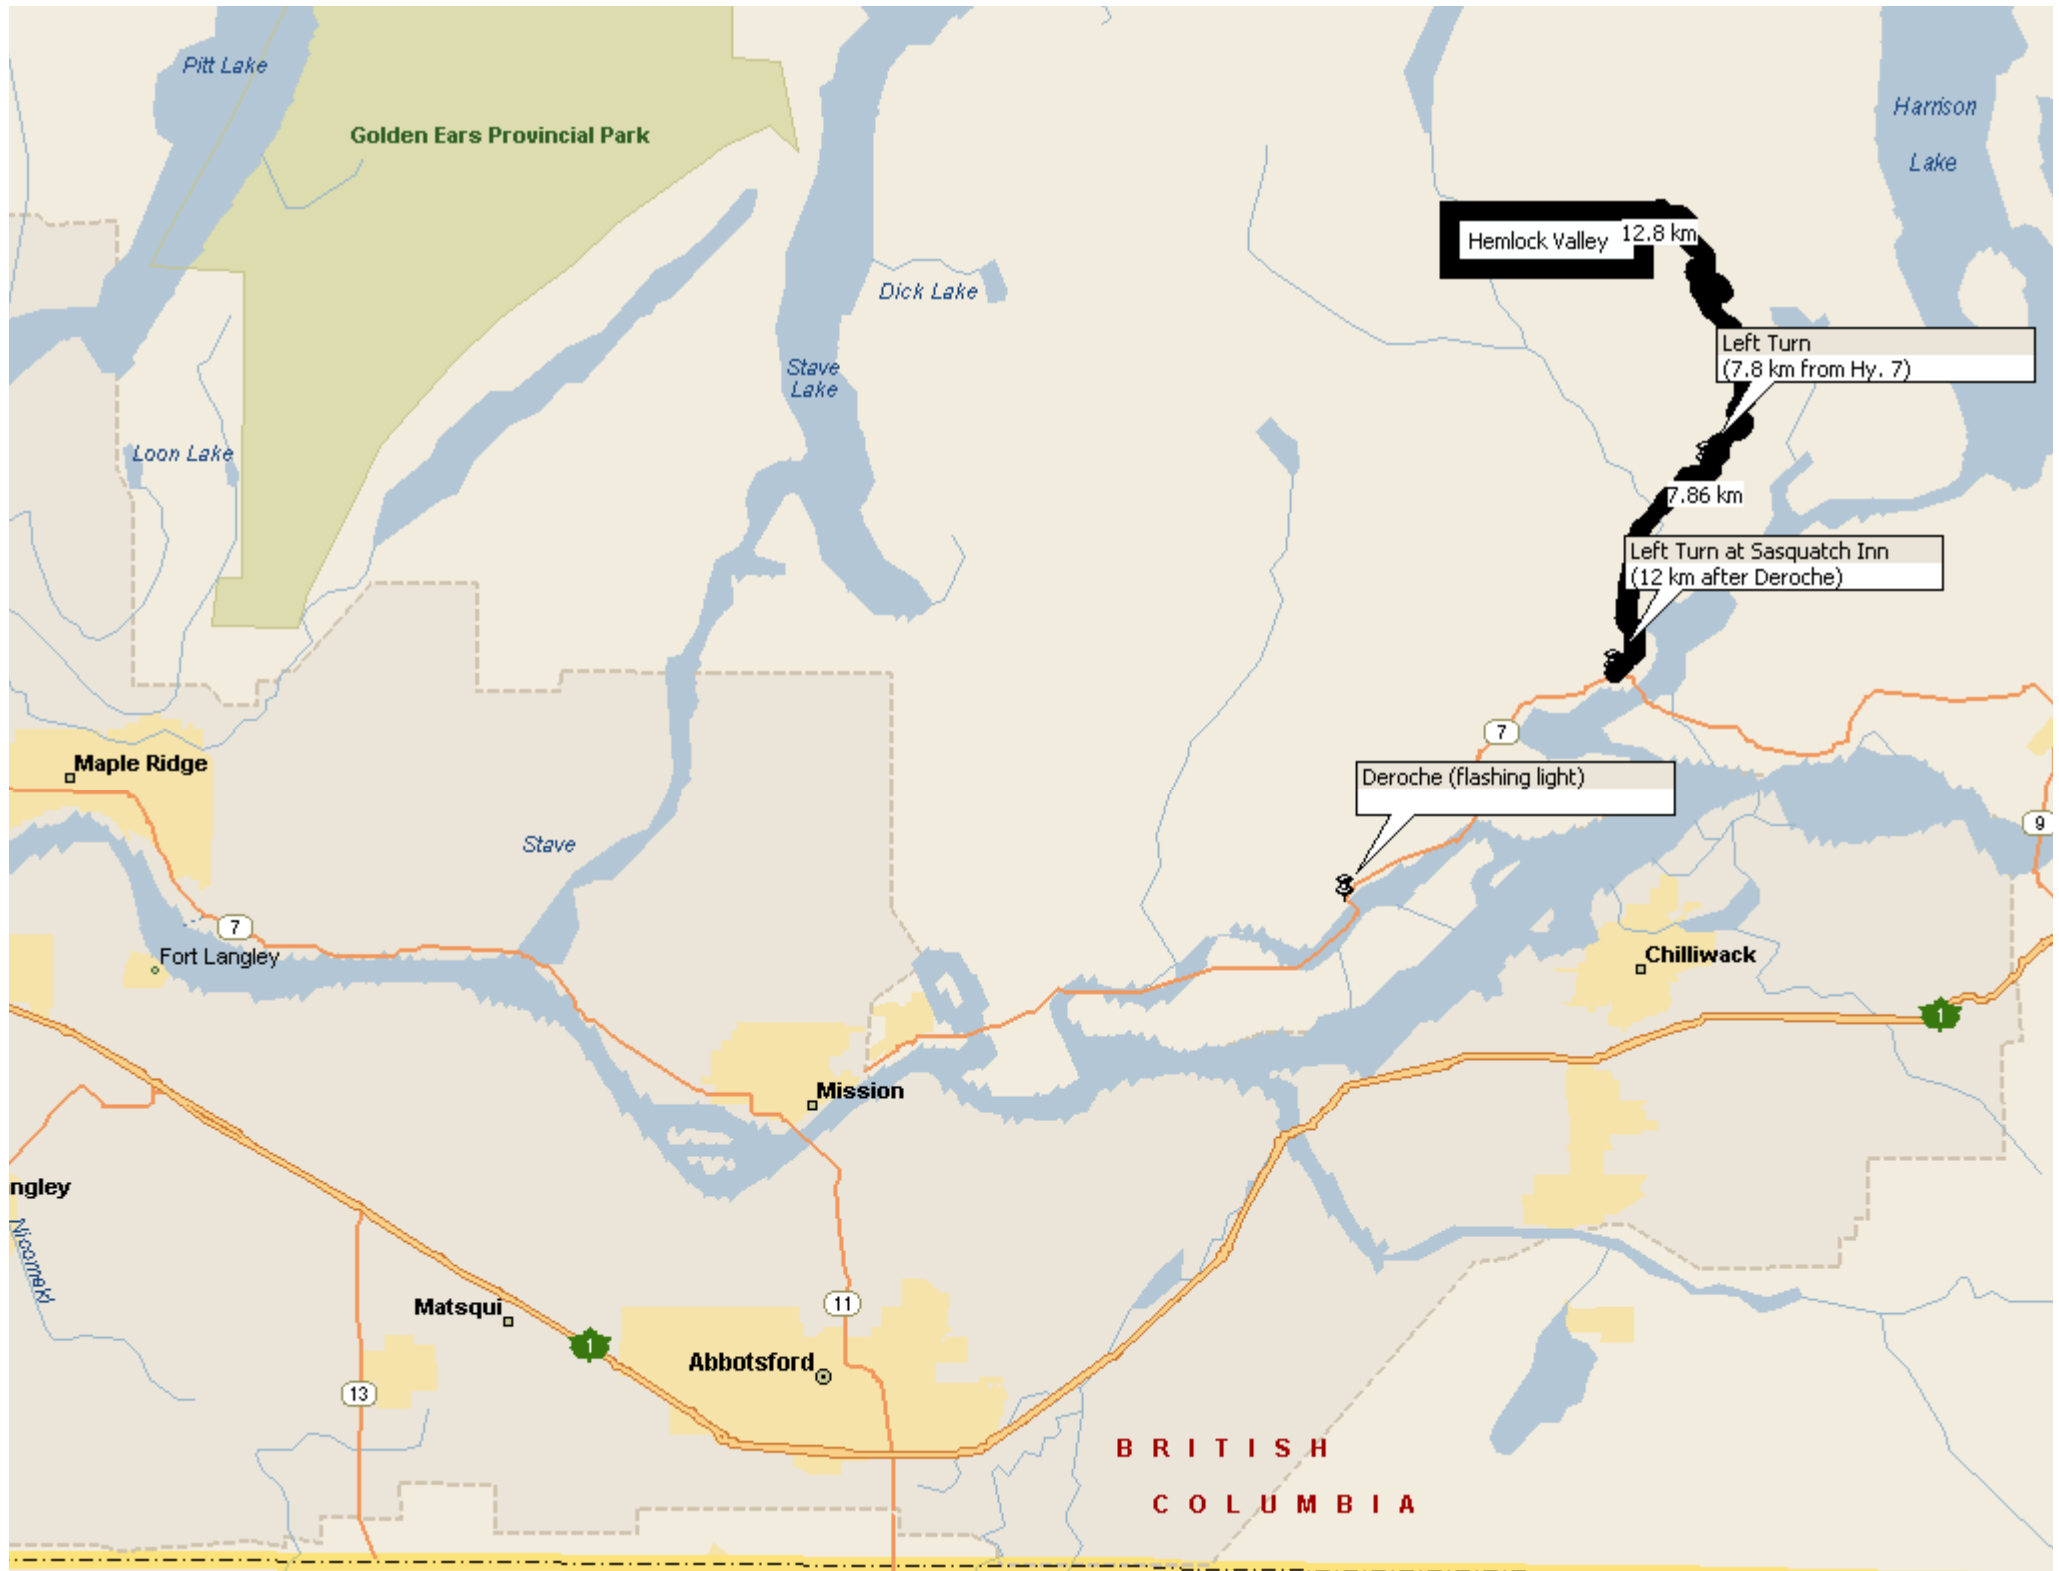 Pitt Lake
Golden Ears Provincial Park
Harrison
Lake
Hemlock Valley
12.8 km
Dick Lake
Left Turn
(7.8 km from Hy. 7)
Stave
Lake
Loon Lake
7.86 km
Left Turn at Sasquatch Inn
(12 km after Deroche)
7
Maple Ridge
Deroche (flashing light)
9
Stave
7
Fort Langley
Chilliwack
1
Mission
ngley
Nicomekl
11
Matsqui
1
Abbotsford
13
BRITISH
COLUMBIA